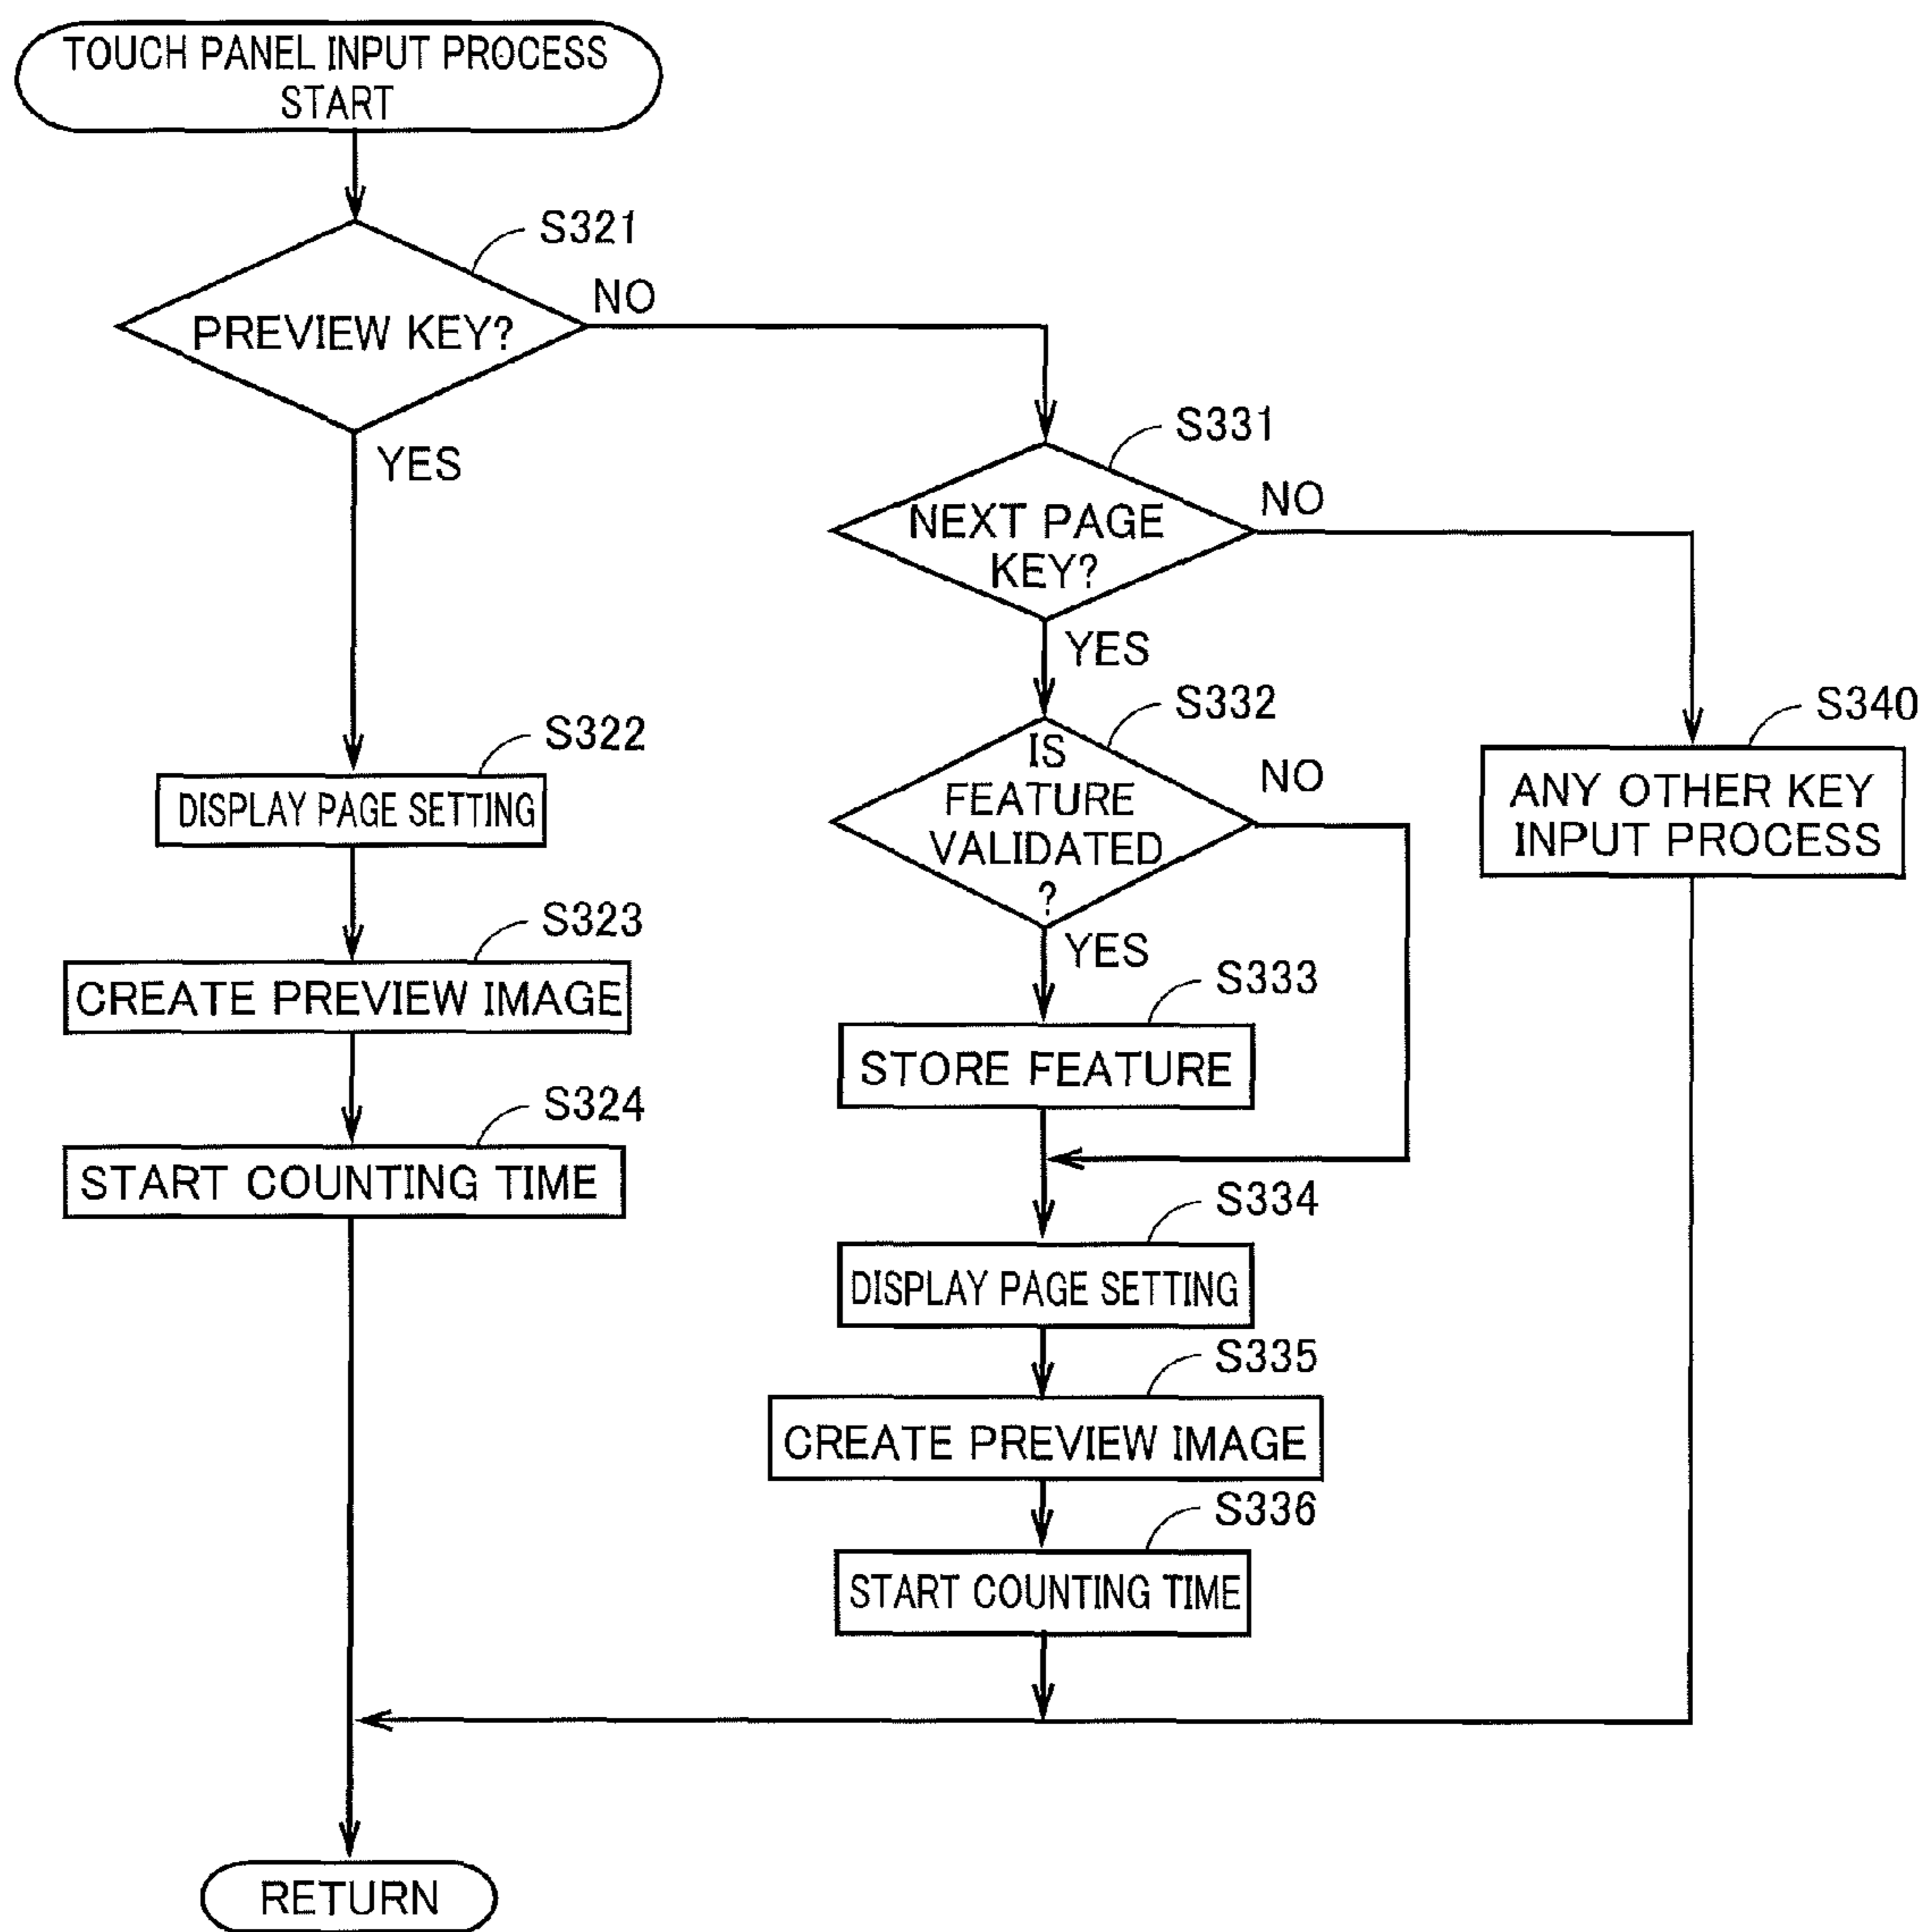 TOUCH PANEL INPUT PROCESS
START
S321
PREVIEW KEY?
NO
YES
S331
NEXT PAGE
KEY?
NO
YES
S332
IS
FEATURE
VALIDATED
?
NO
YES
S340
ANY OTHER KEY
INPUT PROCESS
S322
DISPLAY PAGE SETTING
S323
CREATE PREVIEW IMAGE
S324
START COUNTING TIME
S333
STORE FEATURE
S334
DISPLAY PAGE SETTING
S335
CREATE PREVIEW IMAGE
S336
START COUNTING TIME
RETURN